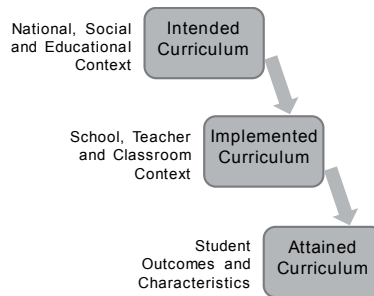 National, Social
and Educational
Context
Intended
Curriculum
School, Teacher
and Classroom
Context
Implemented
Curriculum
Student
Outcomes and
Characteristics
Attained
Curriculum